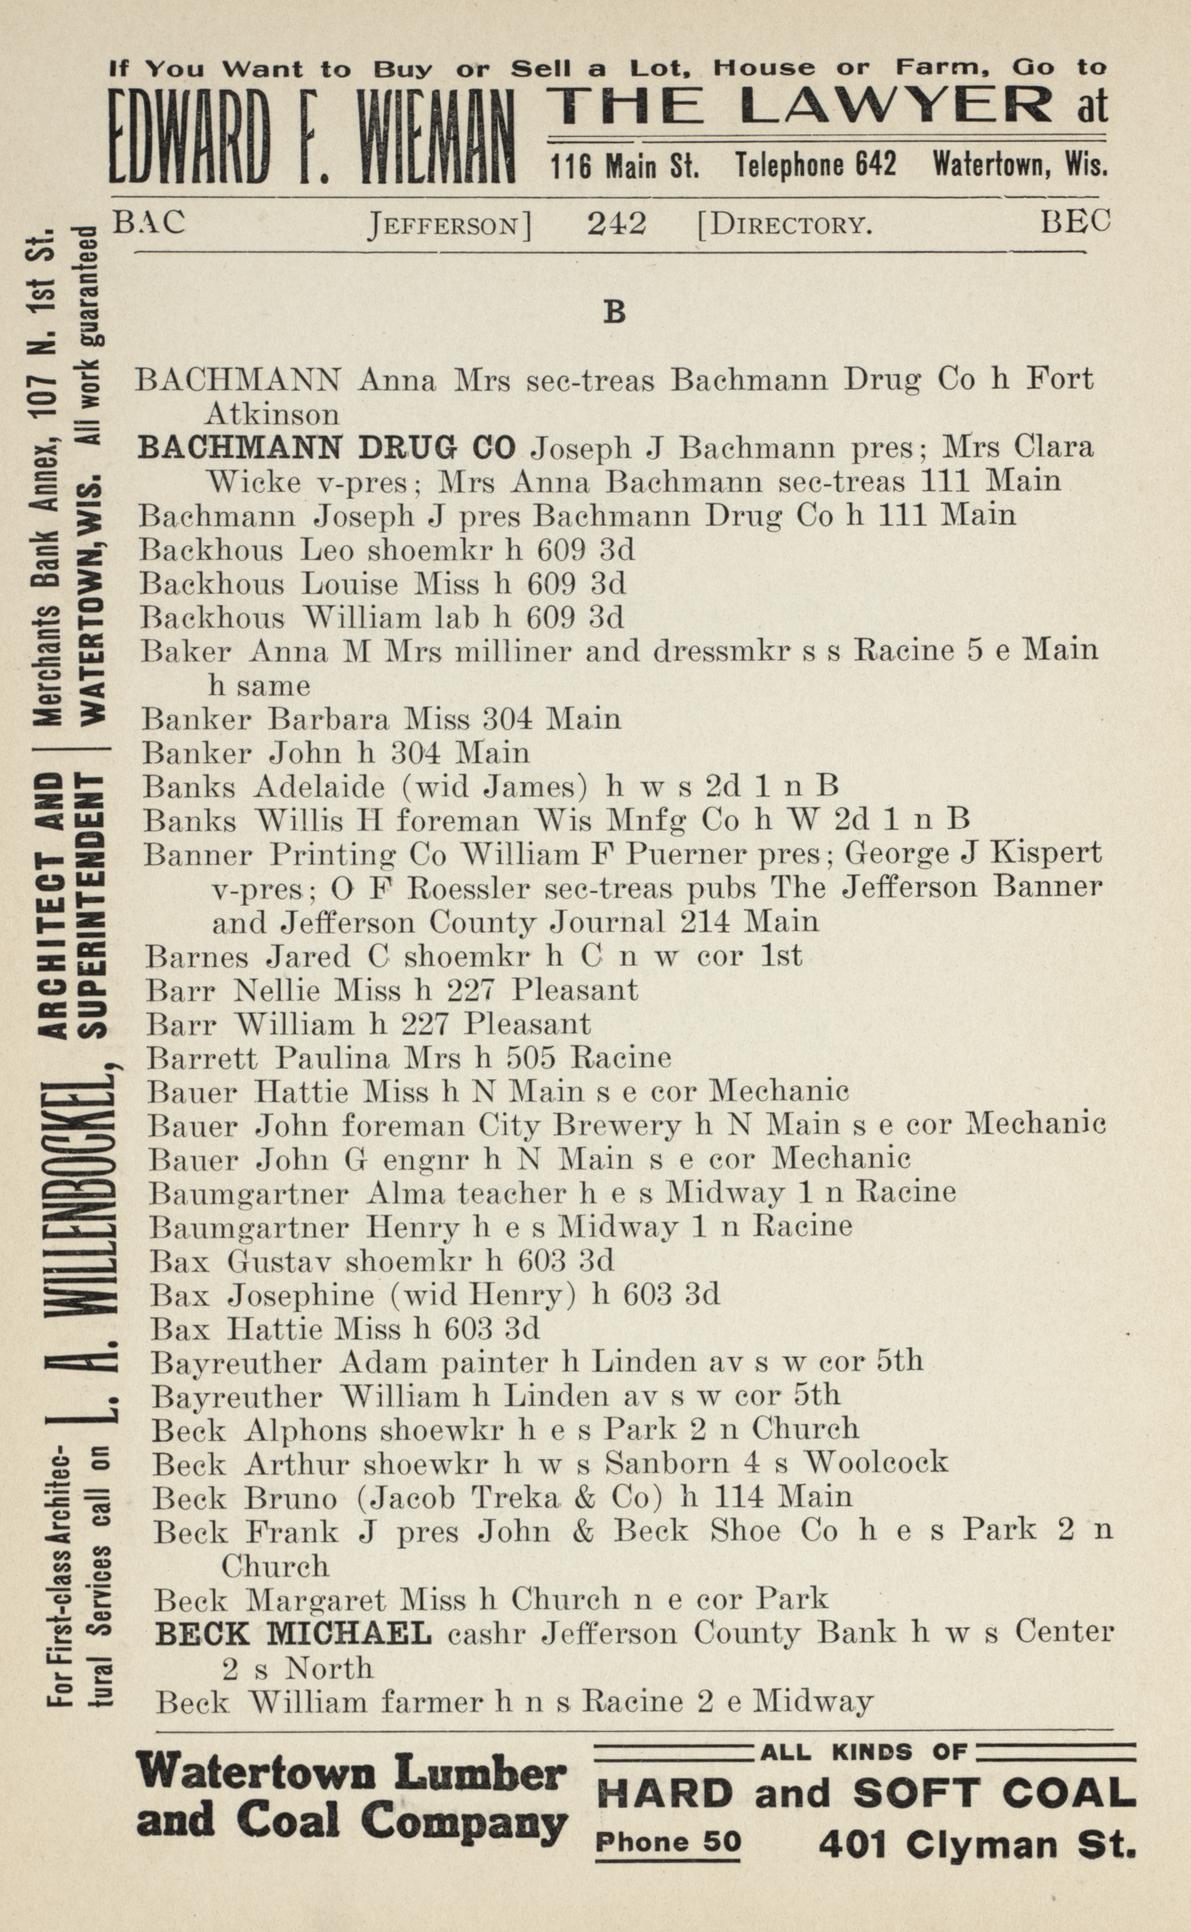 If You Want to Buy or Sell a Lot, House or Farm, Go to
EDWARD F. WIEMAN THE LAWYER at
116 Main St. Telephone 642 Watertown, Wis.
BAC JEFFERSON] 242 [DIRECTORY. BEC
B
BACHMANN Anna Mrs sec-treas Bachmann Drug Co h Fort
Atkinson
BACHMANN DRUG CO Joseph J Bachmann pres; Mrs Clara
Wicke v-pres; Mrs Anna Bachmann sec-treas 111 Main
Bachmann Joseph J pres Bachmann Drug Co h 111 Main
Backhous Leo shoemkr h 609 3d
Backhous Louise Miss h 609 3d
Backhous William lab h 609 3d
Baker Anna M Mrs milliner and dressmkr s s Racine 5 e Main
h same
Banker Barbara Miss 304 Main
Banker John h 304 Main
Banks Adelaide (wid James) h w s 2d 1 n B
Banks Willis H foreman Wis Mnfg Co h W 2d 1 n B
Banner Printing Co William F Puerner pres; George J Kispert
v-pres; O F Roessler sec-treas pubs The Jefferson Banner
and Jefferson County Journal 214 Main
Barnes Jared C shoemkr h C n w cor 1st
Barr Nellie Miss h 227 Pleasant
Barr William h 227 Pleasant
Barrett Paulina Mrs h 505 Racine
Bauer Hattie Miss h N Main s e cor Mechanic
Bauer John foreman City Brewery h N Main s e cor Mechanic
Bauer John G engnr h N Main s e cor Mechanic
Baumgartner Alma teacher h e s Midway 1 n Racine
Baumgartner Henry h e s Midway 1 n Racine
Bax Gustav shoemkr h 603 3d
Bax Josephine (wid Henry) h 603 3d
Bax Hattie Miss h 603 3d
Bayreuther Adam painter h Linden av s w cor 5th
Bayreuther William h Linden av s w cor 5th
Beck Alphons shoewkr h e s Park 2 n Church
Beck Arthur shoewkr h w s Sanborn 4 s Woolcock
Beck Bruno (Jacob Treka & Co) h 114 Main
Beck Frank J pres John & Beck Shoe Co h e s Park 2 n
Church
Beck Margaret Miss h Church n e cor Park
BECK MICHAEL cashr Jefferson County Bank h w s Center
2 s North
Beck William farmer h n s Racine 2 e Midway
For First-class Architec-
tural Services call on
L. A. WILLENBOCKEL,
ARCHITECT AND
SUPERINTENDENT
Merchants Bank Annex, 107 N. 1st St.
WATERTOWN, WIS. All work guaranteed
Watertown Lumber
and Coal Company
ALL KINDS OF
HARD and SOFT COAL
Phone 50 401 Clyman St.